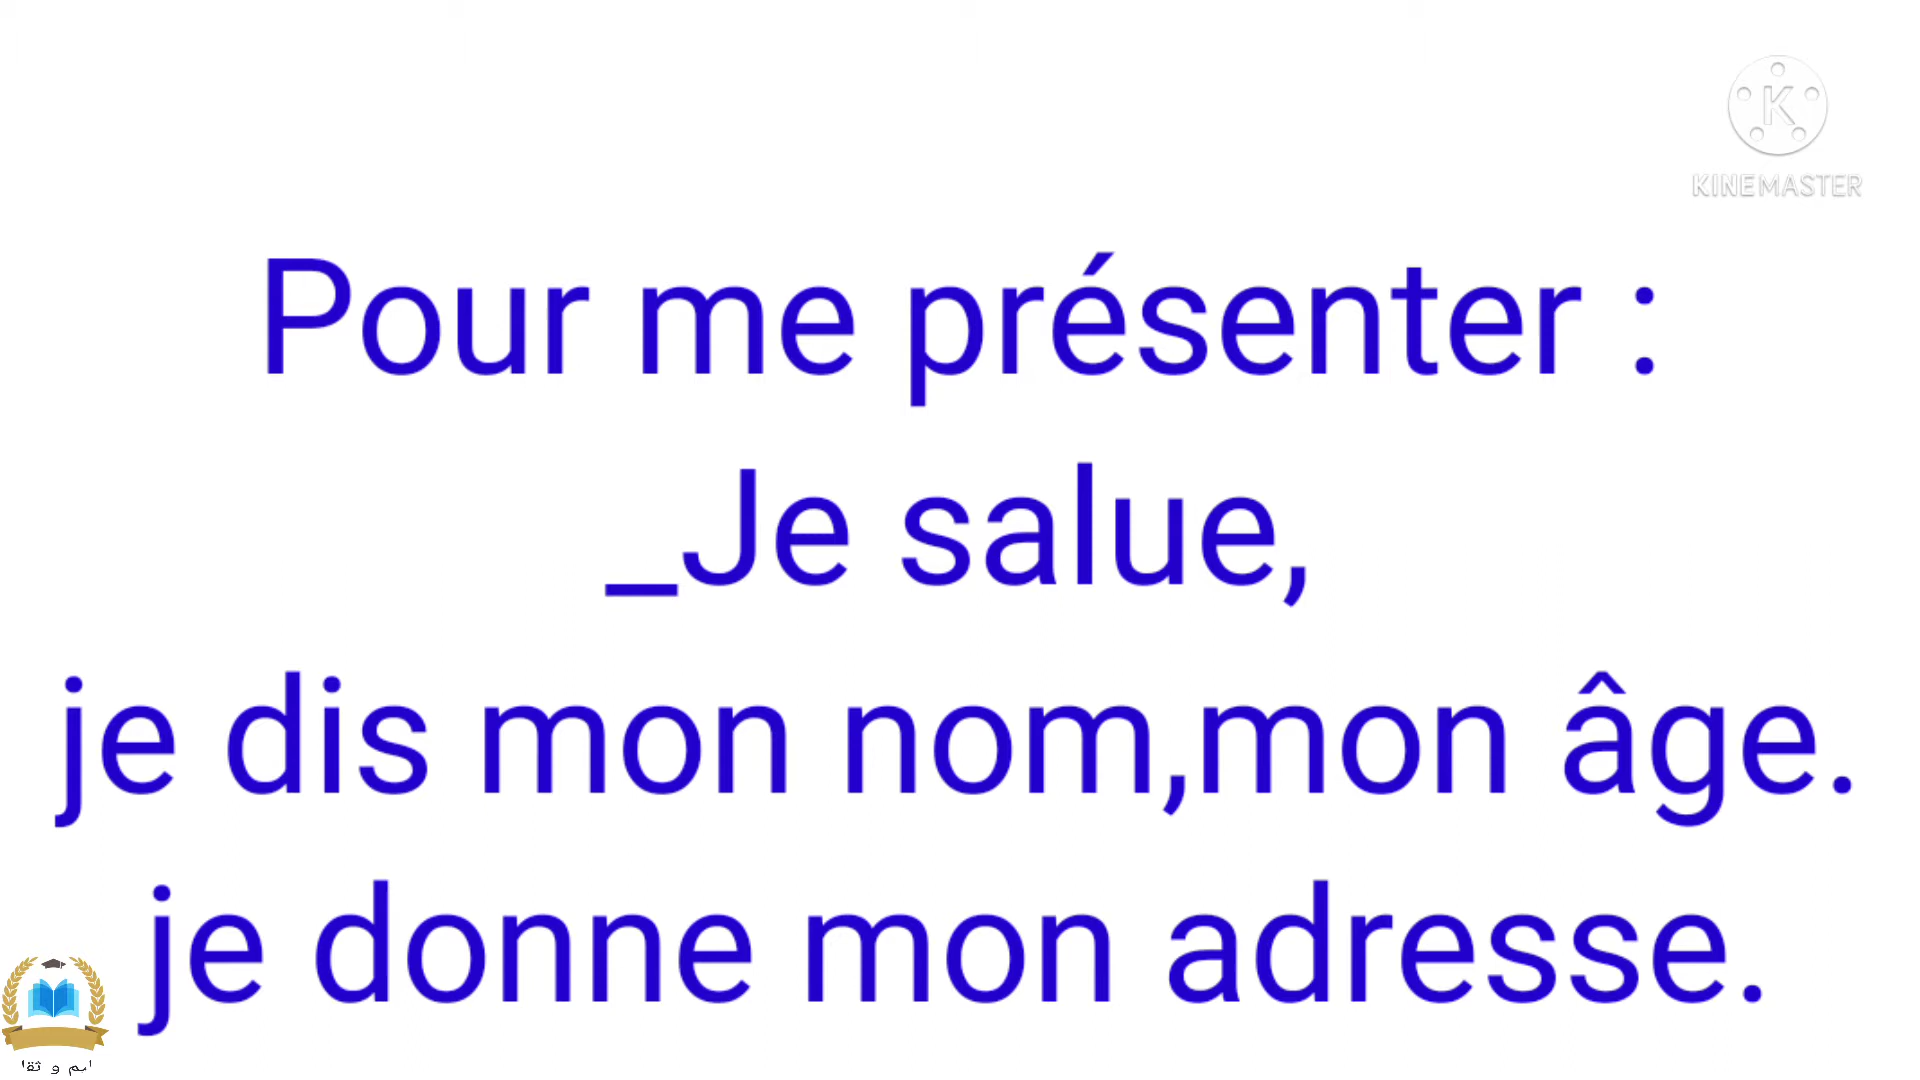 K
KINEMASTER
Pour me présenter :
_Je salue,
je dis mon nom,mon âge.
je donne mon adresse.